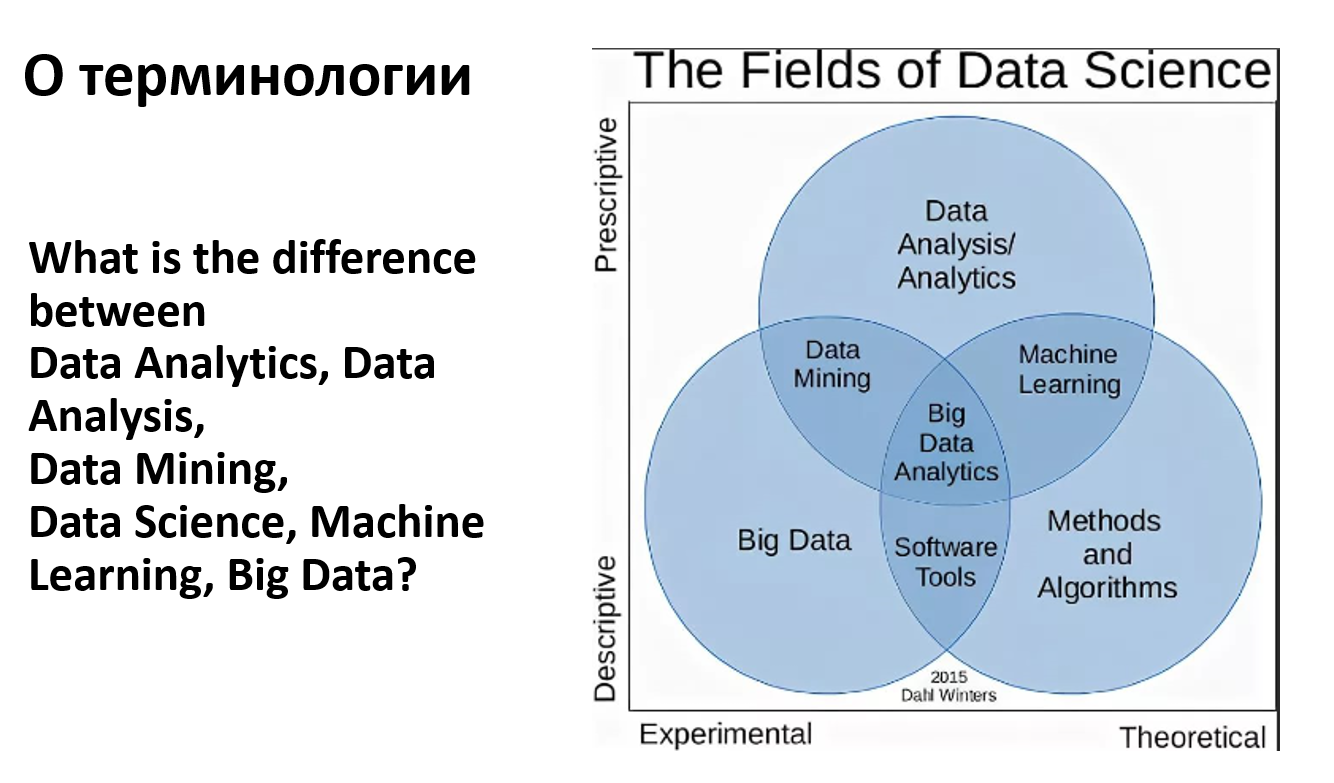 О терминологии
What is the difference
between
Data Analytics, Data
Analysis,
Data Mining,
Data Science, Machine
Learning, Big Data?
The Fields of Data Science
Prescriptive
Descriptive
Data
Analysis/
Analytics
Data
Mining
Machine
Learning
Big
Data
Analytics
Big Data
Software
Tools
Methods
and
Algorithms
2015
Dahl Winters
Experimental
Theoretical